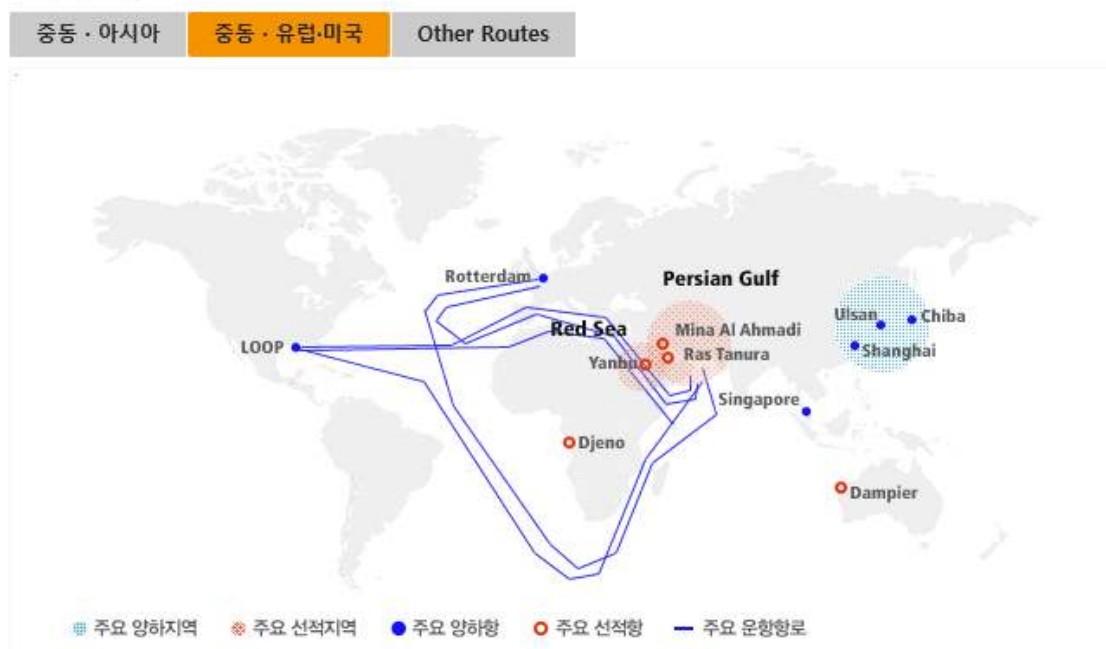 중동 · 아시아 중동 · 유럽·미국 Other Routes
Rotterdam
Persian Gulf
Ulsan Chiba
Red Sea Mina Al Ahmadi
LOOP
Yanbu Ras Tanura Shanghai
Singapore
Djeno
Dampier
주요 양하지역 주요 선적지역 주요 양하항 주요 선적항 주요 운항항로